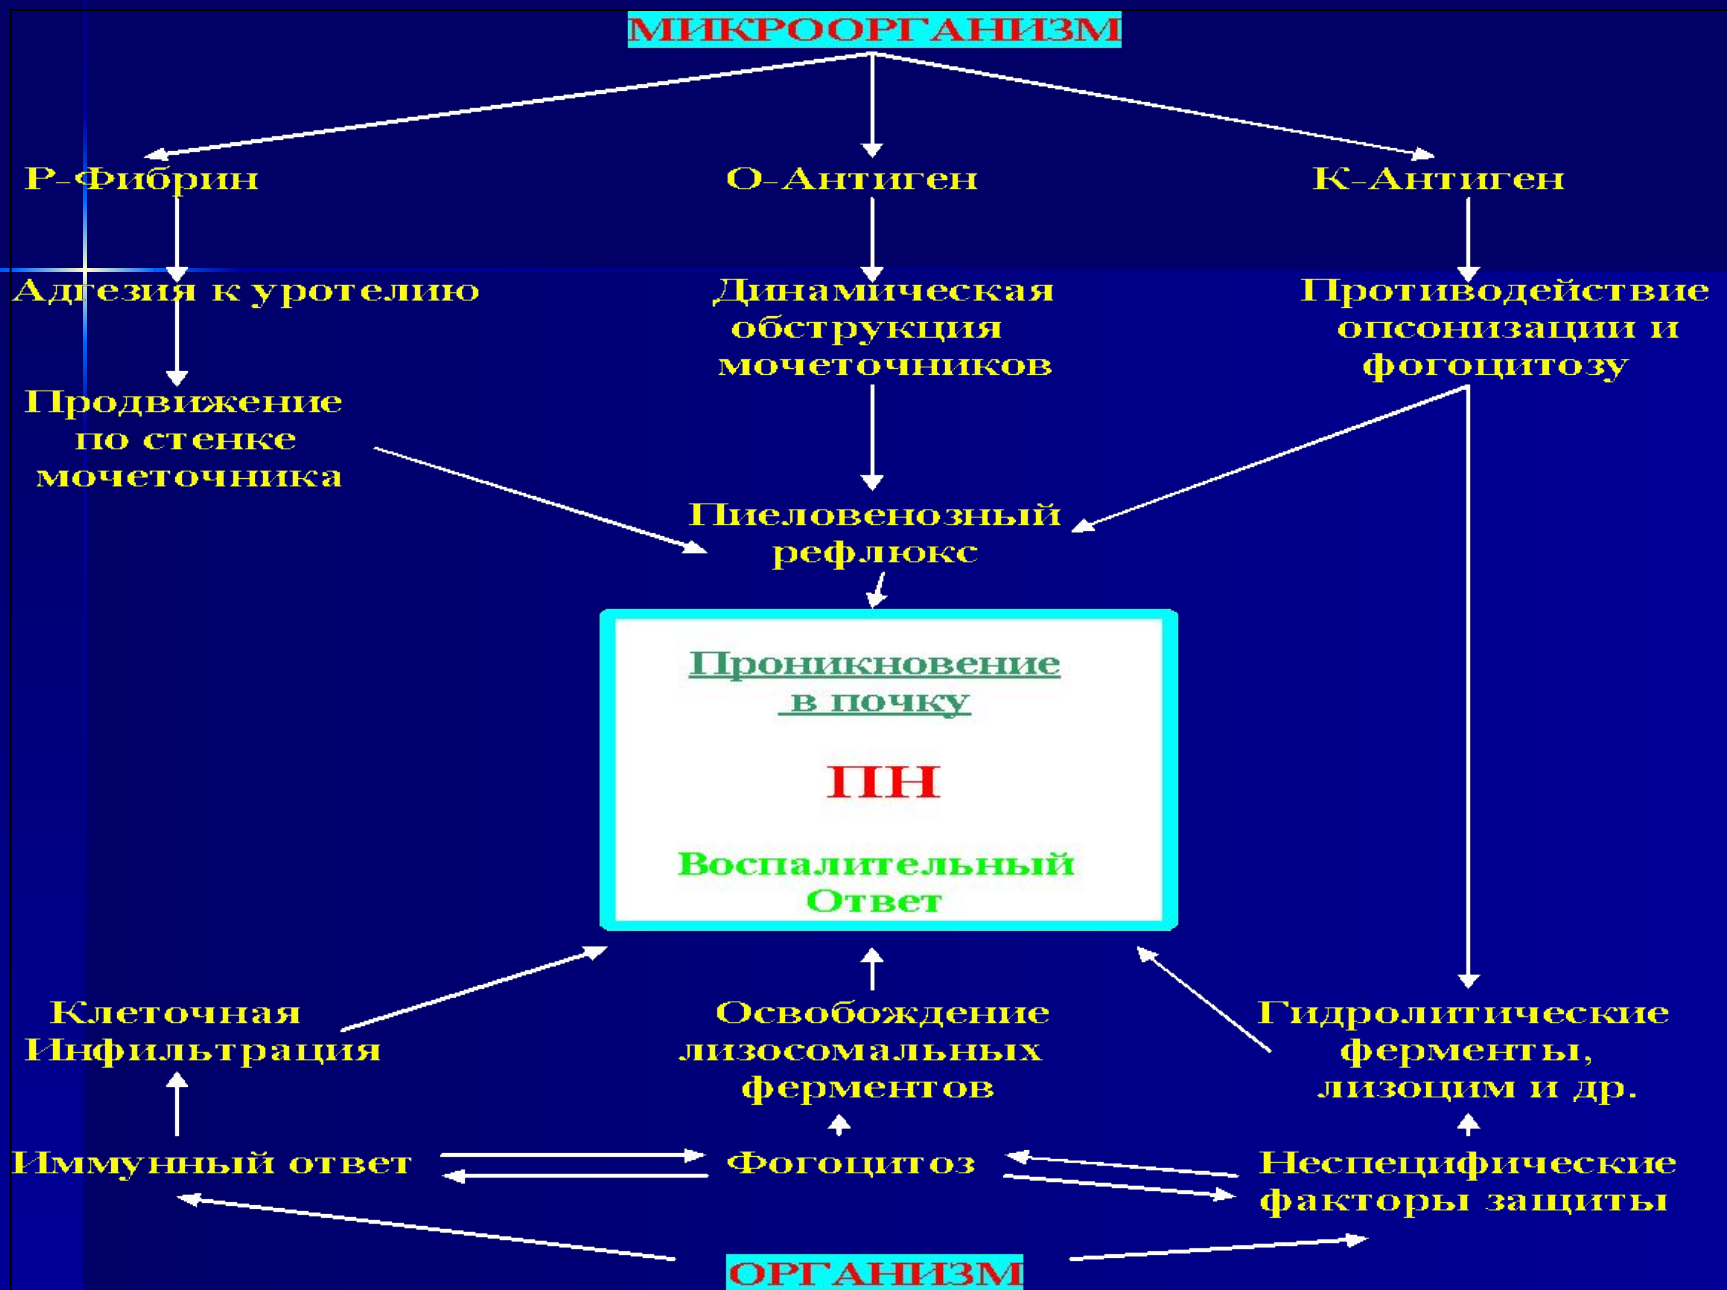 МИКРООРГАНИЗМ
Р-Фибрин
О-Антиген
К-Антиген
Адгезия к уротелию
Динамическая
обструкция
мочеточников
Противодействие
опсонизации и
фогоцитозу
Продвижение
по стенке
мочеточника
Пиеловенозный
рефлюкс
Проникновение
в почку
ПН
Воспалительный
Ответ
Клеточная
Инфильтрация
Освобождение
лизосомальных
ферментов
Гидролитические
ферменты,
лизоцим и др.
Иммунный ответ
Фогоцитоз
Неспецифические
факторы защиты
ОРГАНИЗМ